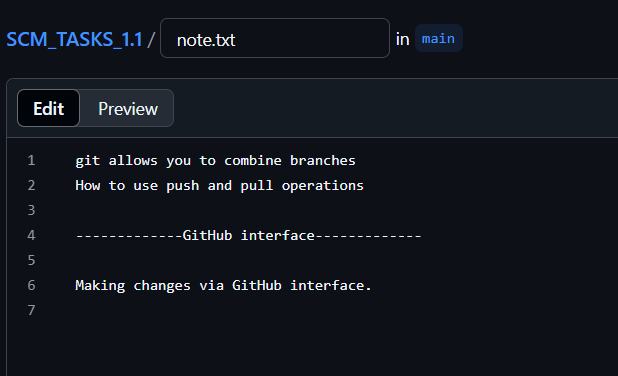 SCM_TASKS_1.1 / note.txt in main
Edit Preview
1 git allows you to combine branches
2 How to use push and pull operations
3
4 -------------GitHub interface-------------
5
6 Making changes via GitHub interface.
7